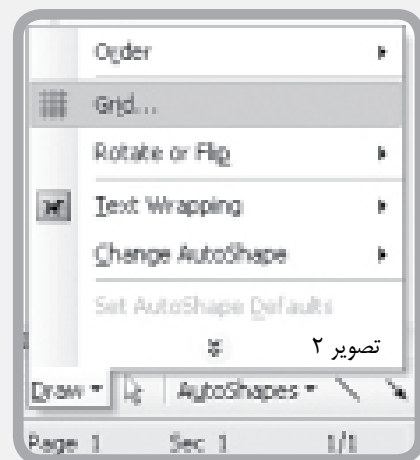 Order
Grid...
Rotate or Flip
Text Wrapping
Change AutoShape
Set AutoShape Defaults
تصویر ۲
Draw AutoShapes
Page 1 Sec 1 1/1